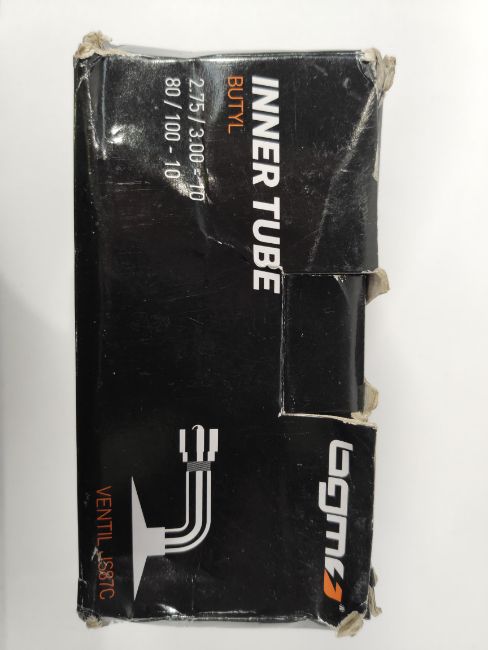 INNER TUBE
BUTYL
2.75 / 3.00 - 10
80 / 100 - 10
bgm®
VENTIL JS87C